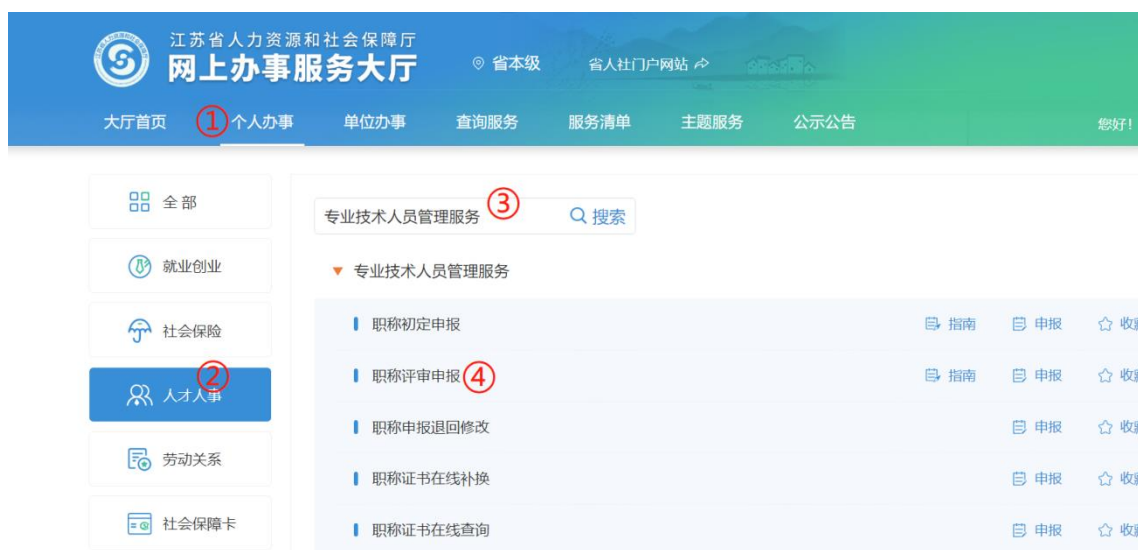 江苏省人力资源和社会保障厅
网上办事服务大厅
省本级
省人社门户网站
大厅首页 ① 个人办事 单位办事 查询服务 服务清单 主题服务 公示公告 您好!
全部
就业创业
社会保险
② 人才人事
劳动关系
社会保障卡
专业技术人员管理服务 ③ 搜索
专业技术人员管理服务
职称初定申报 指南 申报 收
职称评审申报 ④ 指南 申报 收
职称申报退回修改 申报 收
职称证书在线补换 申报 收
职称证书在线查询 申报 收